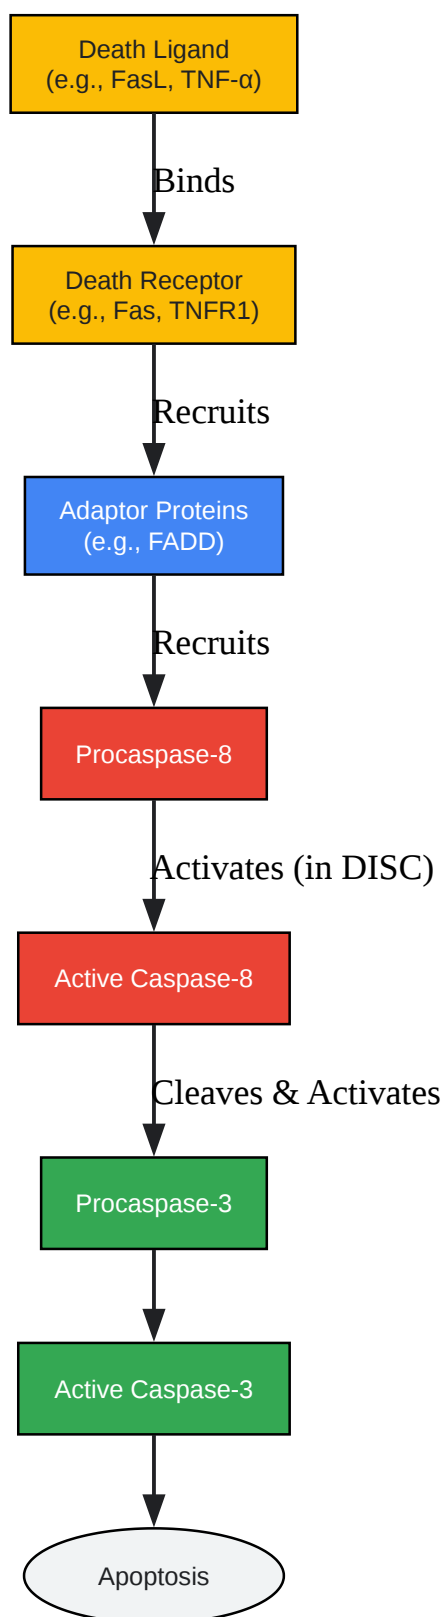 Death Ligand
(e.g., FasL, TNF-α)
Binds
Death Receptor
(e.g., Fas, TNFR1)
Recruits
Adaptor Proteins
(e.g., FADD)
Recruits
Procaspase-8
Activates (in DISC)
Active Caspase-8
Cleaves & Activates
Procaspase-3
Active Caspase-3
Apoptosis